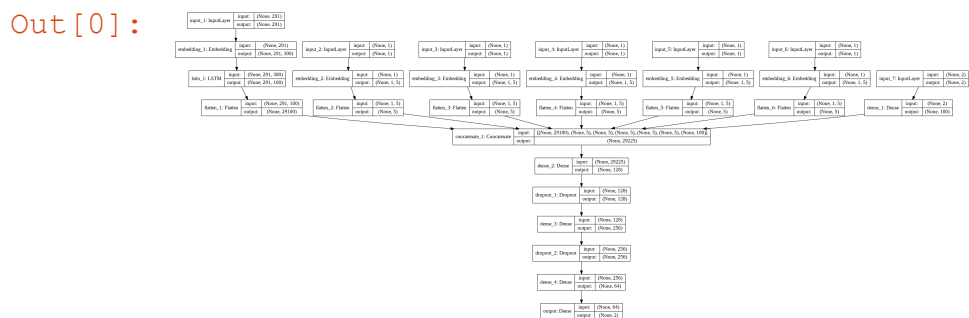 Out[0]:
input_1: InputLayer input: (None, 291) output: (None, 291)
embedding_1: Embedding input: (None, 291) output: (None, 291, 300)
input_2: InputLayer input: (None, 1) output: (None, 1)
input_3: InputLayer input: (None, 1) output: (None, 1)
input_4: InputLayer input: (None, 1) output: (None, 1)
input_5: InputLayer input: (None, 1) output: (None, 1)
input_6: InputLayer input: (None, 1) output: (None, 1)
lstm_1: LSTM input: (None, 291, 300) output: (None, 291, 100)
embedding_2: Embedding input: (None, 1) output: (None, 1, 5)
embedding_3: Embedding input: (None, 1) output: (None, 1, 5)
embedding_4: Embedding input: (None, 1) output: (None, 1, 5)
embedding_5: Embedding input: (None, 1) output: (None, 1, 5)
embedding_6: Embedding input: (None, 1) output: (None, 1, 5)
input_7: InputLayer input: (None, 2) output: (None, 2)
flatten_1: Flatten input: (None, 291, 100) output: (None, 29100)
flatten_2: Flatten input: (None, 1, 5) output: (None, 5)
flatten_3: Flatten input: (None, 1, 5) output: (None, 5)
flatten_4: Flatten input: (None, 1, 5) output: (None, 5)
flatten_5: Flatten input: (None, 1, 5) output: (None, 5)
flatten_6: Flatten input: (None, 1, 5) output: (None, 5)
dense_1: Dense input: (None, 2) output: (None, 100)
concatenate_1: Concatenate input: [(None, 29100), (None, 5), (None, 5), (None, 5), (None, 5), (None, 5), (None, 100)] output: (None, 29225)
dense_2: Dense input: (None, 29225) output: (None, 128)
dropout_1: Dropout input: (None, 128) output: (None, 128)
dense_3: Dense input: (None, 128) output: (None, 256)
dropout_2: Dropout input: (None, 256) output: (None, 256)
dense_4: Dense input: (None, 256) output: (None, 64)
output: Dense input: (None, 64) output: (None, 2)